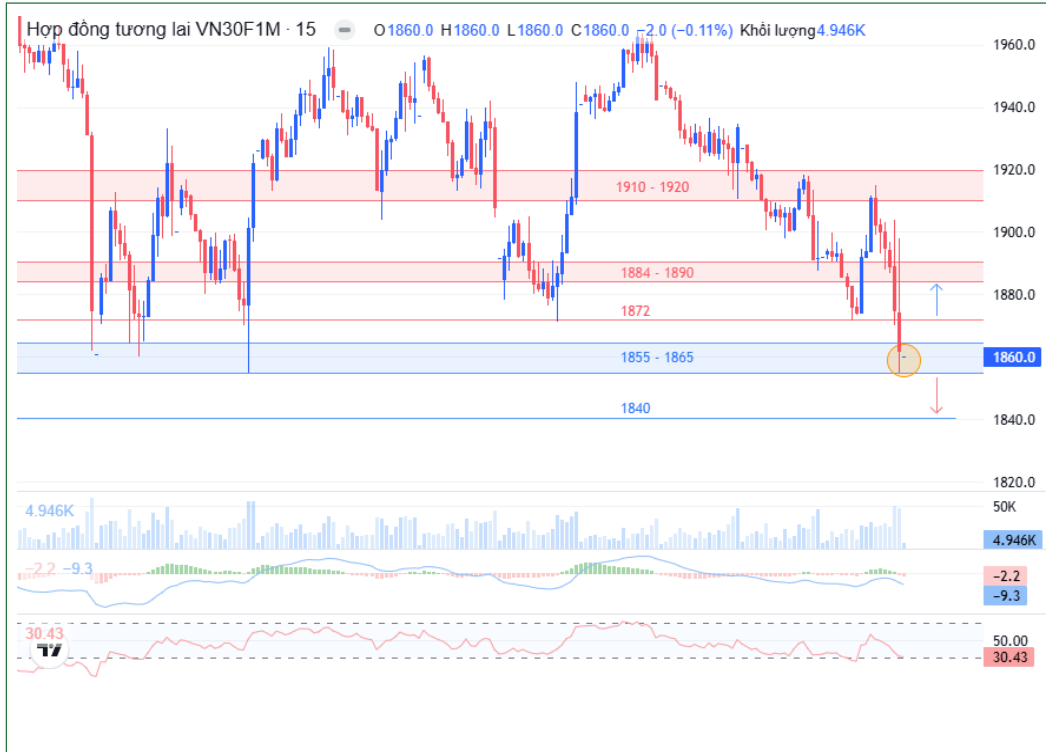 Hợp đồng tương lai VN30F1M · 15 O1860.0 H1860.0 L1860.0 C1860.0 −2.0 (−0.11%) Khối lượng4.946K
1960.0
1940.0
1920.0
1910 - 1920
1900.0
1884 - 1890
1880.0
1872
1855 - 1865
1860.0
1840
1840.0
1820.0
4.946K
50K
4.946K
−2.2 −9.3
−2.2
−9.3
30.43
50.00
30.43